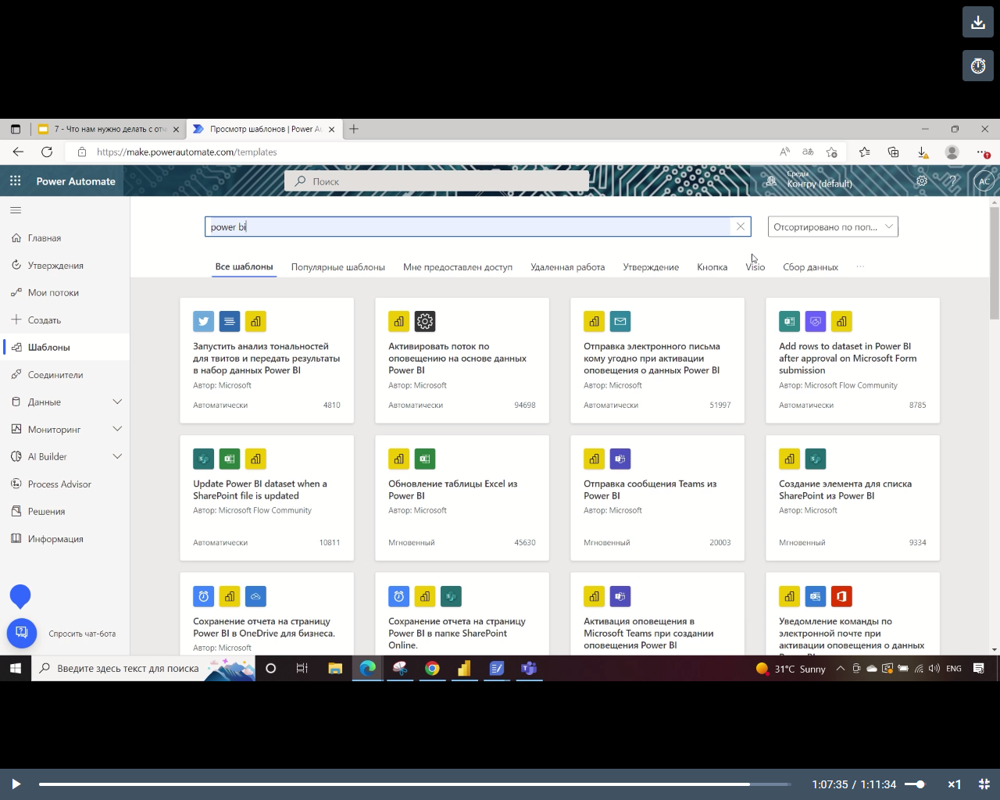 7 - Что нам нужно делать с отч
Просмотр шаблонов | Power Au
https://make.powerautomate.com/templates
Power Automate
Поиск
Среды
Конгру (default)
AC
power bi
Отсортировано по поп...
Главная
Утверждения
Мои потоки
Создать
Шаблоны
Соединители
Данные
Мониторинг
AI Builder
Process Advisor
Решения
Информация
Спросить чат-бота
Все шаблоны
Популярные шаблоны
Мне предоставлен доступ
Удаленная работа
Утверждение
Кнопка
Visio
Сбор данных
...
Запустить анализ тональностей
для твитов и передать результаты
в набор данных Power BI
Автор: Microsoft
Автоматически 4810
Активировать поток по
оповещению на основе данных
Power BI
Автор: Microsoft
Автоматически 94698
Отправка электронного письма
кому угодно при активации
оповещения о данных Power BI
Автор: Microsoft
Автоматически 51997
Add rows to dataset in Power BI
after approval on Microsoft Form
submission
Автор: Microsoft Flow Community
Автоматически 8785
Update Power BI dataset when a
SharePoint file is updated
Автор: Microsoft Flow Community
Автоматически 10811
Обновление таблицы Excel из
Power BI
Автор: Microsoft
Мгновенный 45630
Отправка сообщения Teams из
Power BI
Автор: Microsoft
Мгновенный 20003
Создание элемента для списка
SharePoint из Power BI
Автор: Microsoft
Мгновенный 9334
Сохранение отчета на страницу
Power BI в OneDrive для бизнеса.
Автор: Microsoft
Сохранение отчета на страницу
Power BI в папке SharePoint
Online.
Активация оповещения в
Microsoft Teams при создании
оповещения Power BI
Уведомление команды по
электронной почте при
активации оповещения о данных
Введите здесь текст для поиска
31°C Sunny
ENG
1:07:35 / 1:11:34
×1